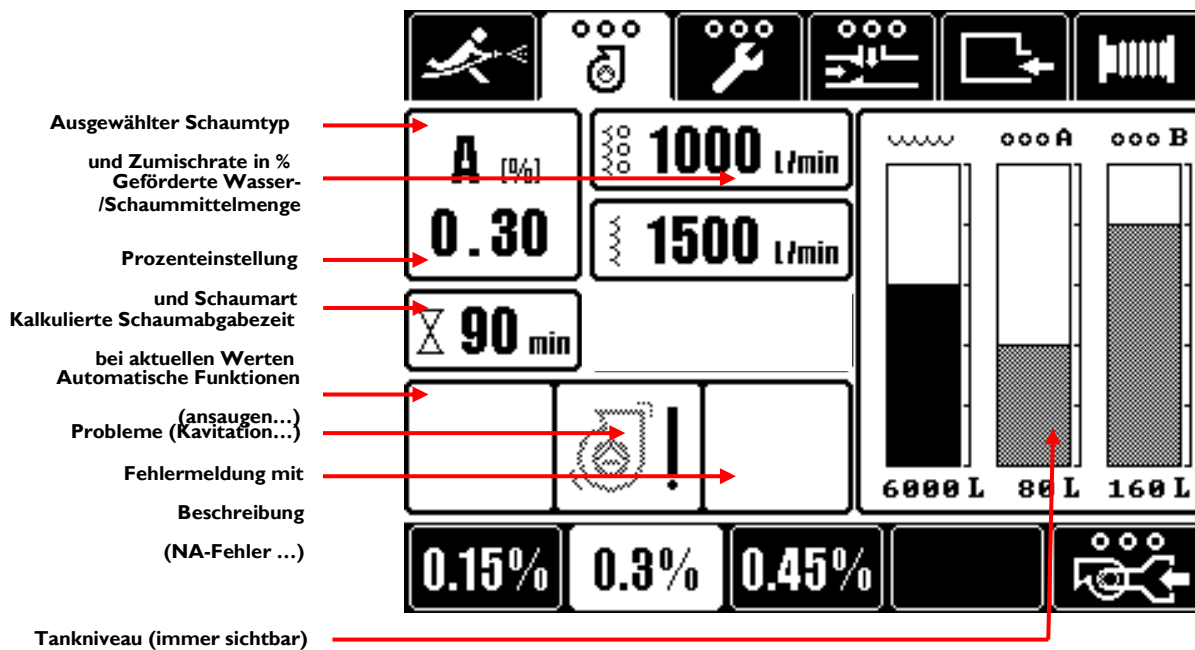 Ausgewählter Schaumtyp
und Zumischrate in %
Geförderte Wasser-
/Schaummittelmenge
Prozenteinstellung
und Schaumart
Kalkulierte Schaumabgabezeit
bei aktuellen Werten
Automatische Funktionen
(ansaugen…)
Probleme (Kavitation…)
Fehlermeldung mit
Beschreibung
(NA-Fehler …)
Tankniveau (immer sichtbar)
A [%]
0.30
1000 L/min
1500 L/min
90 min
A B
6000 L 80 L 160 L
0.15% 0.3% 0.45%